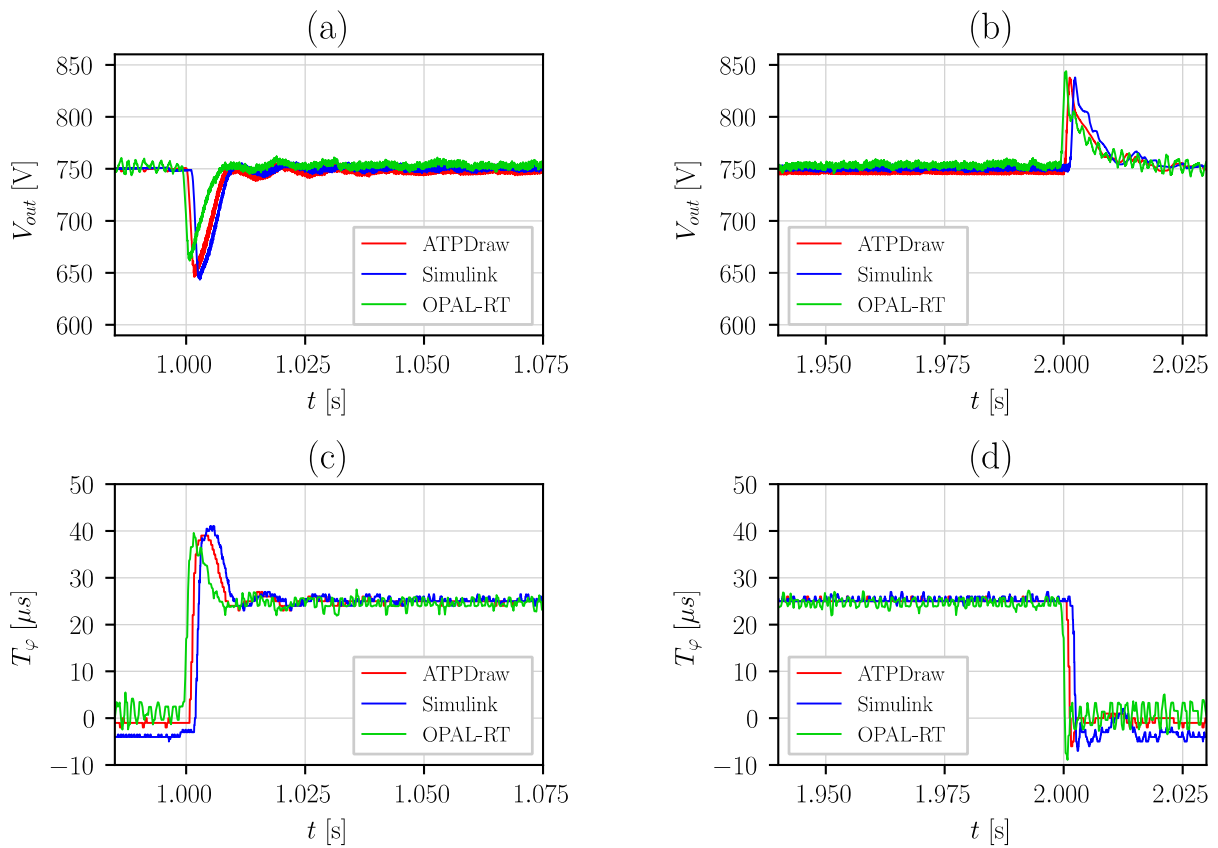 (a)
V_out [V]
850
800
750
700
650
600
ATPDraw
Simulink
OPAL-RT
1.000 1.025 1.050 1.075
t [s]
(b)
V_out [V]
850
800
750
700
650
600
ATPDraw
Simulink
OPAL-RT
1.950 1.975 2.000 2.025
t [s]
(c)
T_φ [μs]
50
40
30
20
10
0
−10
ATPDraw
Simulink
OPAL-RT
1.000 1.025 1.050 1.075
t [s]
(d)
T_φ [μs]
50
40
30
20
10
0
−10
ATPDraw
Simulink
OPAL-RT
1.950 1.975 2.000 2.025
t [s]